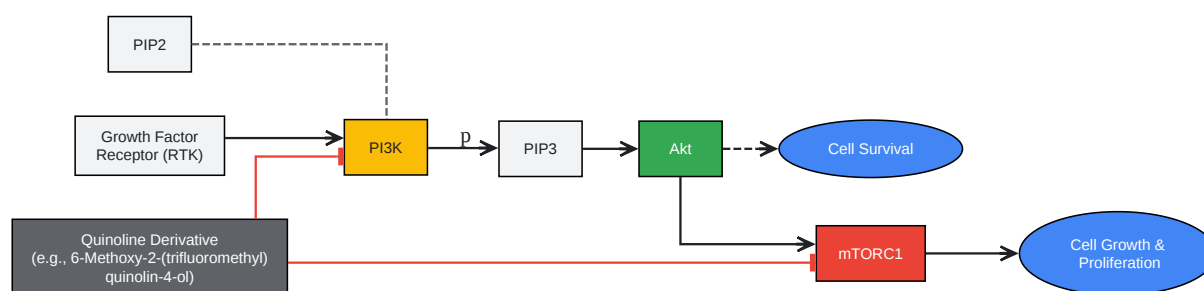 PIP2
Growth Factor
Receptor (RTK)
PI3K
p
PIP3
Akt
Cell Survival
Quinoline Derivative
(e.g., 6-Methoxy-2-(trifluoromethyl)
quinolin-4-ol)
mTORC1
Cell Growth &
Proliferation